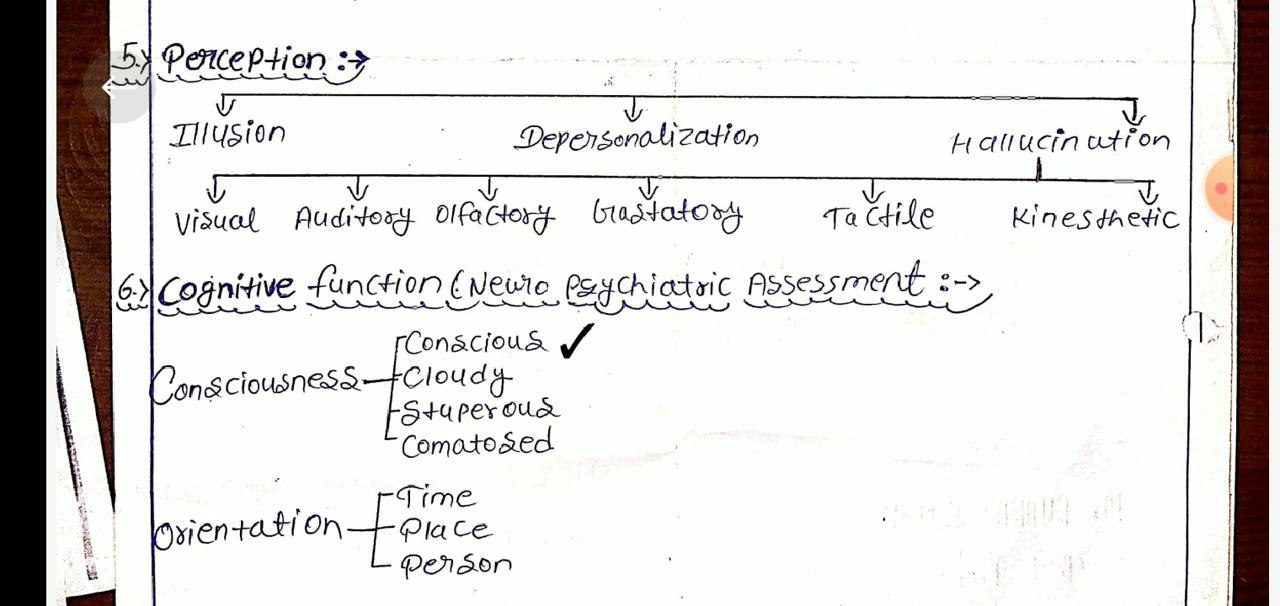 5.) Perception :→
Illusion Depersonalization Hallucination
Visual Auditory Olfactory Gastatory Tactile Kinesthetic
6.) Cognitive function (Neuro Psychiatric Assessment :->
Consciousness Conscious ✓
Cloudy
Stuperous
Comatosed
Orientation Time
Place
Person